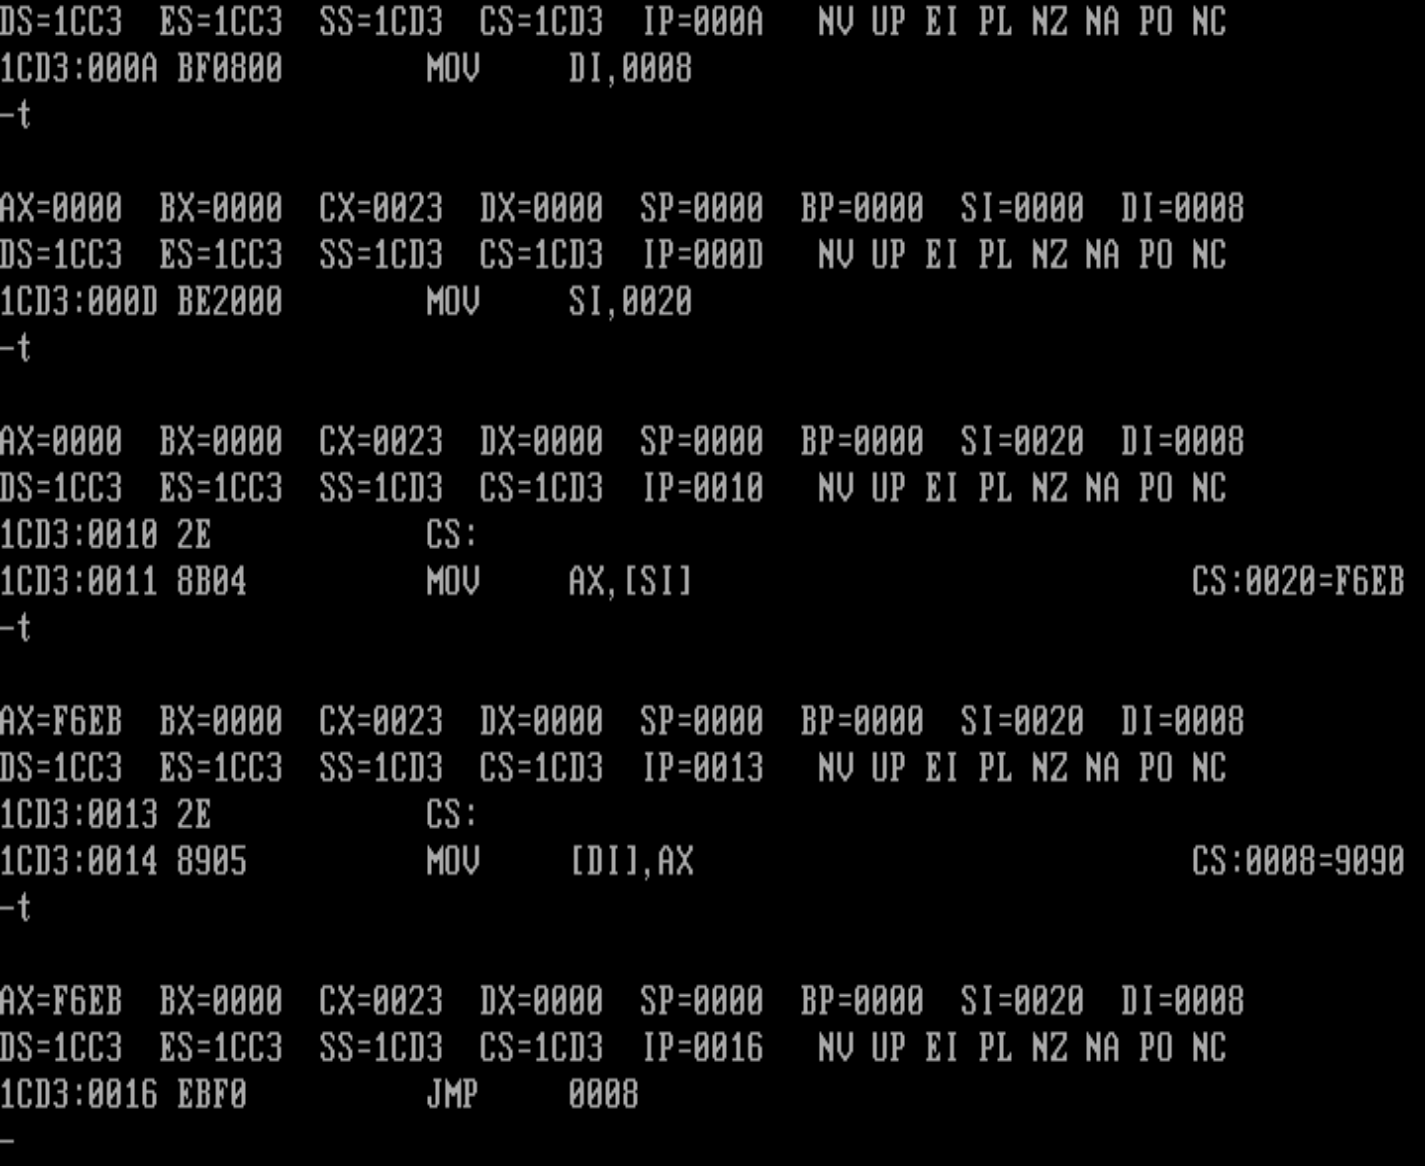 DS=1CC3  ES=1CC3  SS=1CD3  CS=1CD3  IP=000A   NV UP EI PL NZ NA PO NC
1CD3:000A BF0800        MOV     DI,0008
-t
AX=0000  BX=0000  CX=0023  DX=0000  SP=0000  BP=0000  SI=0000  DI=0008
DS=1CC3  ES=1CC3  SS=1CD3  CS=1CD3  IP=000D   NV UP EI PL NZ NA PO NC
1CD3:000D BE2000        MOV     SI,0020
-t
AX=0000  BX=0000  CX=0023  DX=0000  SP=0000  BP=0000  SI=0020  DI=0008
DS=1CC3  ES=1CC3  SS=1CD3  CS=1CD3  IP=0010   NV UP EI PL NZ NA PO NC
1CD3:0010 2E            CS:
1CD3:0011 8B04          MOV     AX,[SI]                            CS:0020=F6EB
-t
AX=F6EB  BX=0000  CX=0023  DX=0000  SP=0000  BP=0000  SI=0020  DI=0008
DS=1CC3  ES=1CC3  SS=1CD3  CS=1CD3  IP=0013   NV UP EI PL NZ NA PO NC
1CD3:0013 2E            CS:
1CD3:0014 8905          MOV     [DI],AX                            CS:0008=9090
-t
AX=F6EB  BX=0000  CX=0023  DX=0000  SP=0000  BP=0000  SI=0020  DI=0008
DS=1CC3  ES=1CC3  SS=1CD3  CS=1CD3  IP=0016   NV UP EI PL NZ NA PO NC
1CD3:0016 EBF0          JMP     0008
-